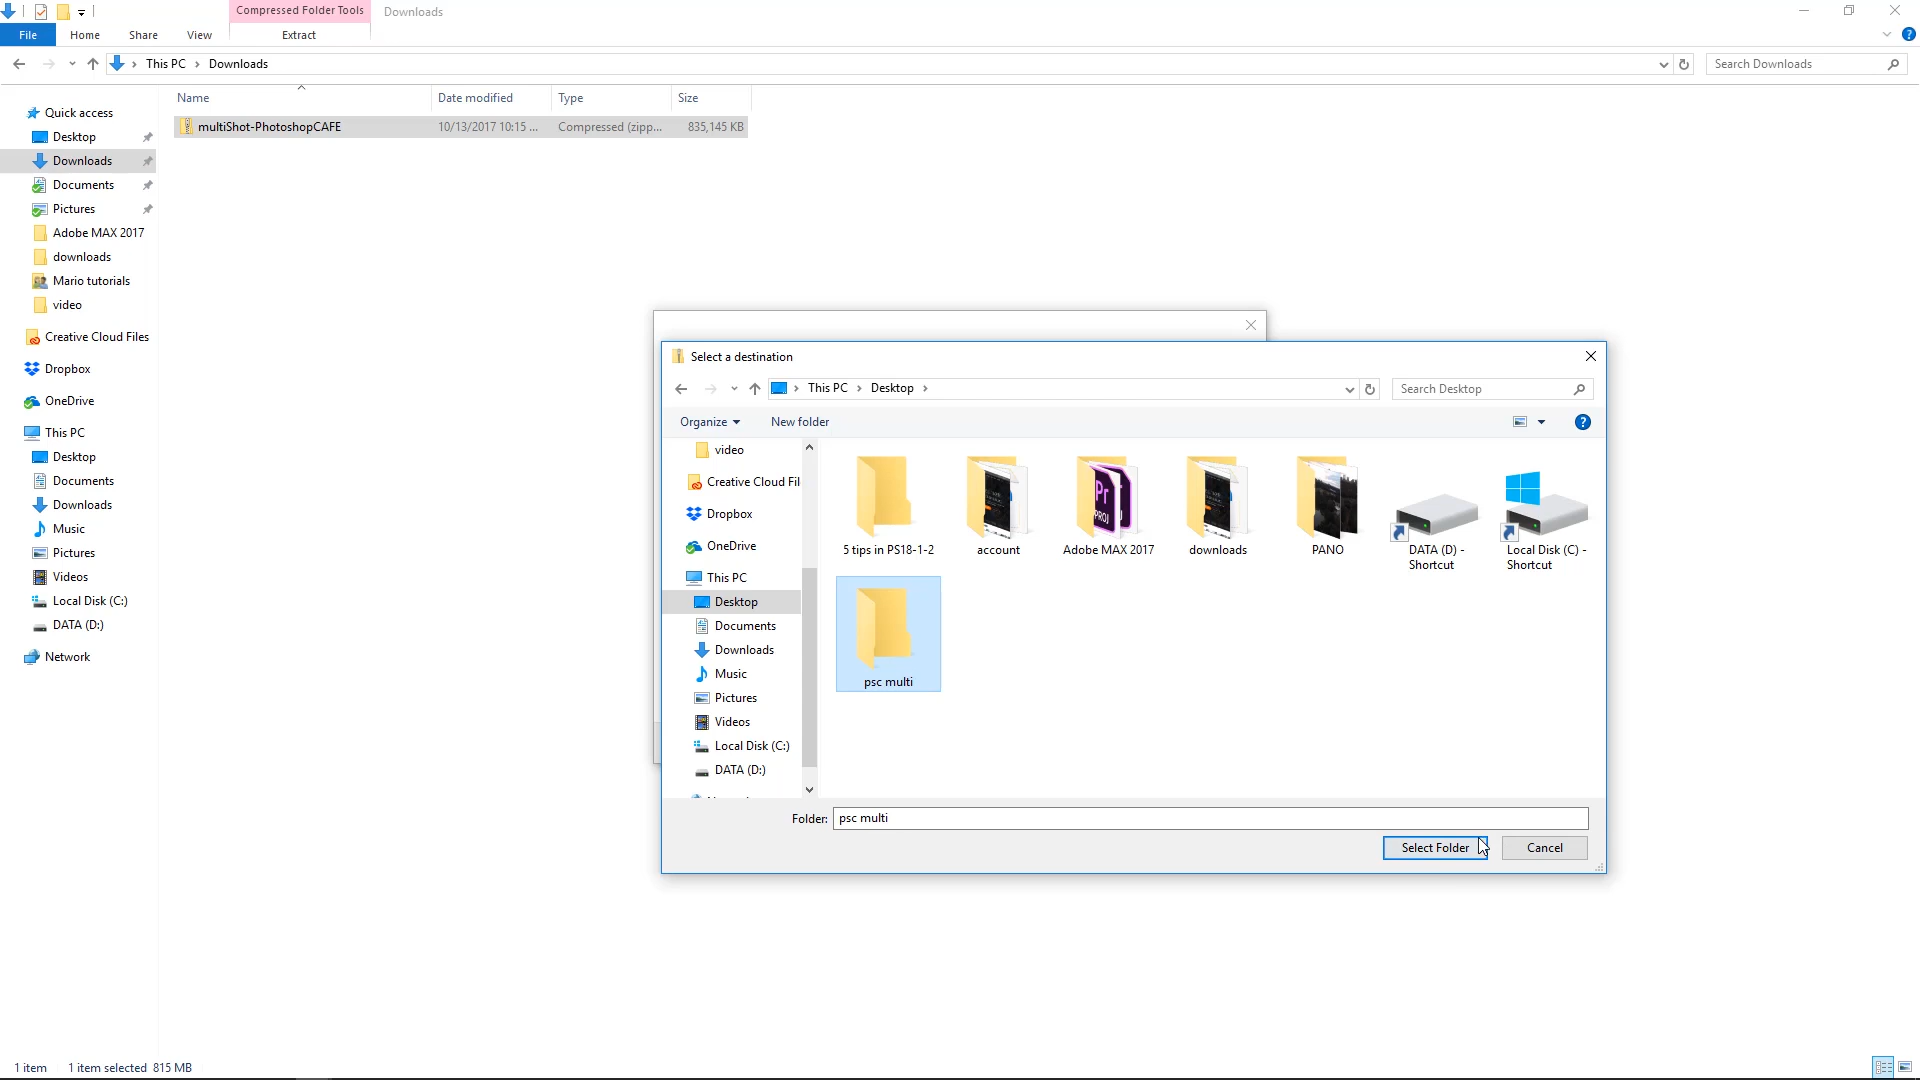 Compressed Folder Tools
Downloads
File
Home
Share
View
Extract
This PC
Downloads
Search Downloads
Name
Date modified
Type
Size
multiShot-PhotoshopCAFE
10/13/2017 10:15 ...
Compressed (zipp...
835,145 KB
Quick access
Desktop
Downloads
Documents
Pictures
Adobe MAX 2017
downloads
Mario tutorials
video
Creative Cloud Files
Dropbox
OneDrive
This PC
Desktop
Documents
Downloads
Music
Pictures
Videos
Local Disk (C:)
DATA (D:)
Network
Select a destination
This PC
Desktop
Search Desktop
Organize
New folder
video
Creative Cloud Fil
Dropbox
OneDrive
This PC
Desktop
Documents
Downloads
Music
Pictures
Videos
Local Disk (C:)
DATA (D:)
5 tips in PS18-1-2
account
Adobe MAX 2017
downloads
PANO
DATA (D) -
Shortcut
Local Disk (C) -
Shortcut
psc multi
Folder:
psc multi
Select Folder
Cancel
1 item
1 item selected 815 MB